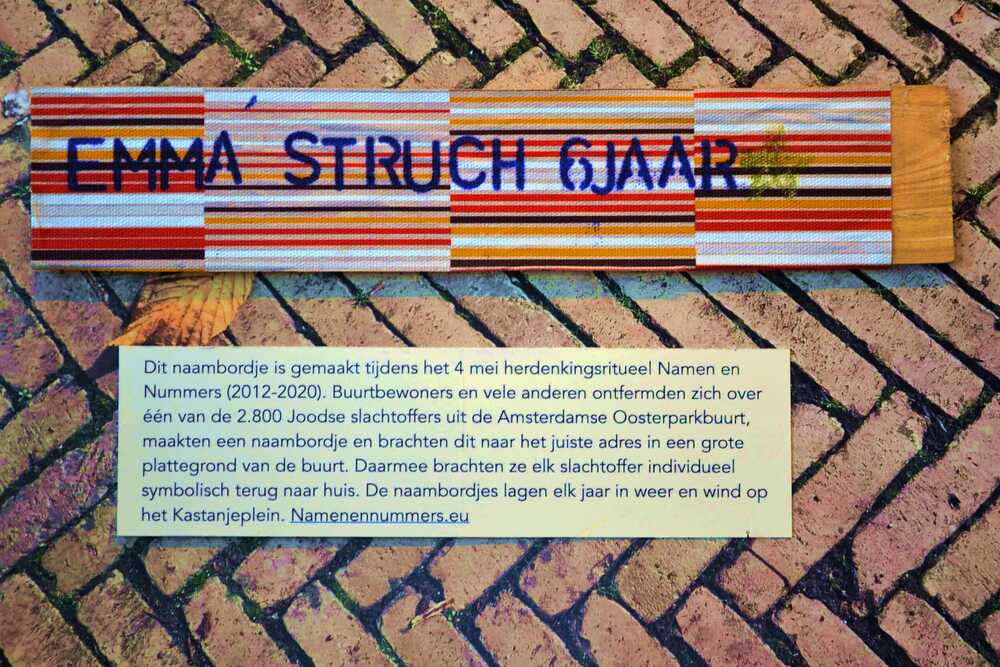 EMMA STRUCH 6JAAR
Dit naambordje is gemaakt tijdens het 4 mei herdenkingsritueel Namen en
Nummers (2012-2020). Buurtbewoners en vele anderen ontfermden zich over
één van de 2.800 Joodse slachtoffers uit de Amsterdamse Oosterparkbuurt,
maakten een naambordje en brachten dit naar het juiste adres in een grote
plattegrond van de buurt. Daarmee brachten ze elk slachtoffer individueel
symbolisch terug naar huis. De naambordjes lagen elk jaar in weer en wind op
het Kastanjeplein. Namenennummers.eu